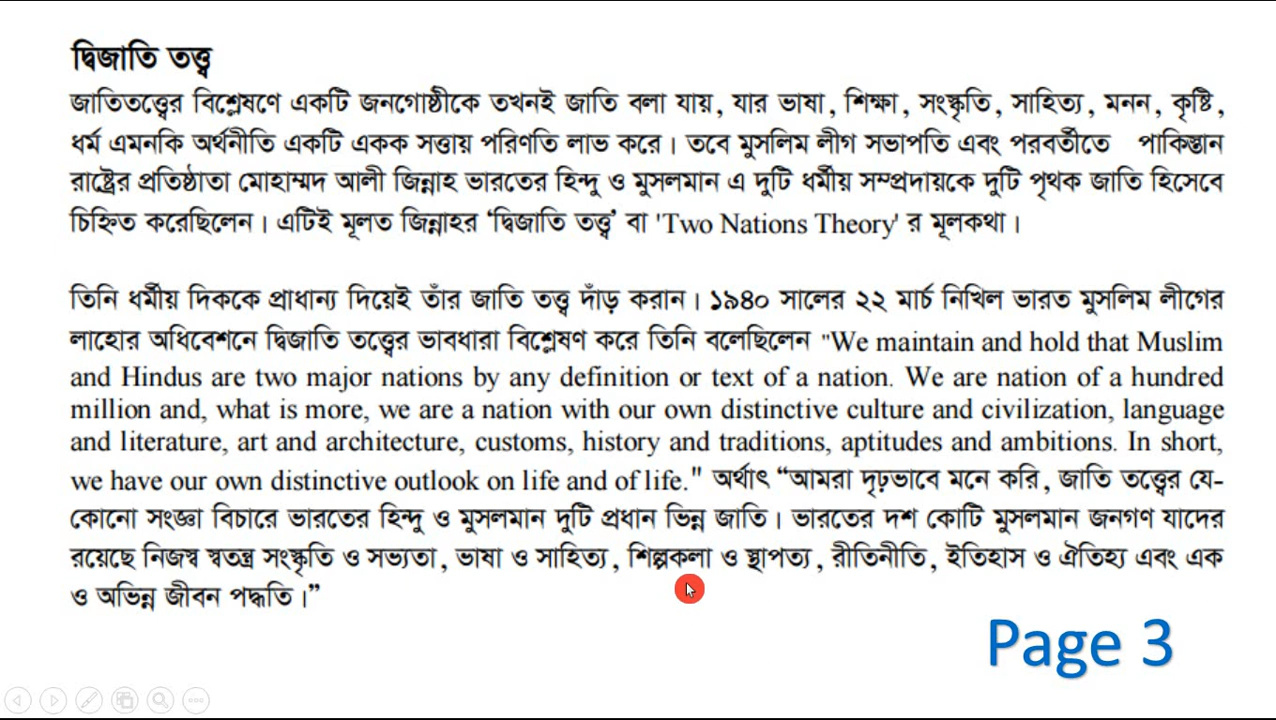 দ্বিজাতি তত্ত্ব
জাতিতত্ত্বের বিশ্লেষণে একটি জনগোষ্ঠীকে তখনই জাতি বলা যায়, যার ভাষা, শিক্ষা, সংস্কৃতি, সাহিত্য, মনন, কৃষ্টি,
ধর্ম এমনকি অর্থনীতি একটি একক সত্তায় পরিণতি লাভ করে। তবে মুসলিম লীগ সভাপতি এবং পরবর্তীতে পাকিস্তান
রাষ্ট্রের প্রতিষ্ঠাতা মোহাম্মদ আলী জিন্নাহ ভারতের হিন্দু ও মুসলমান এ দুটি ধর্মীয় সম্প্রদায়কে দুটি পৃথক জাতি হিসেবে
চিহ্নিত করেছিলেন। এটিই মূলত জিন্নাহর ‘দ্বিজাতি তত্ত্ব’ বা 'Two Nations Theory' র মূলকথা।
তিনি ধর্মীয় দিককে প্রাধান্য দিয়েই তাঁর জাতি তত্ত্ব দাঁড় করান। ১৯৪০ সালের ২২ মার্চ নিখিল ভারত মুসলিম লীগের
লাহোর অধিবেশনে দ্বিজাতি তত্ত্বের ভাবধারা বিশ্লেষণ করে তিনি বলেছিলেন "We maintain and hold that Muslim
and Hindus are two major nations by any definition or text of a nation. We are nation of a hundred
million and, what is more, we are a nation with our own distinctive culture and civilization, language
and literature, art and architecture, customs, history and traditions, aptitudes and ambitions. In short,
we have our own distinctive outlook on life and of life." অর্থাৎ “আমরা দৃঢ়ভাবে মনে করি, জাতি তত্ত্বের যে-
কোনো সংজ্ঞা বিচারে ভারতের হিন্দু ও মুসলমান দুটি প্রধান ভিন্ন জাতি। ভারতের দশ কোটি মুসলমান জনগণ যাদের
রয়েছে নিজস্ব স্বতন্ত্র সংস্কৃতি ও সভ্যতা, ভাষা ও সাহিত্য, শিল্পকলা ও স্থাপত্য, রীতিনীতি, ইতিহাস ও ঐতিহ্য এবং এক
ও অভিন্ন জীবন পদ্ধতি।”
Page 3